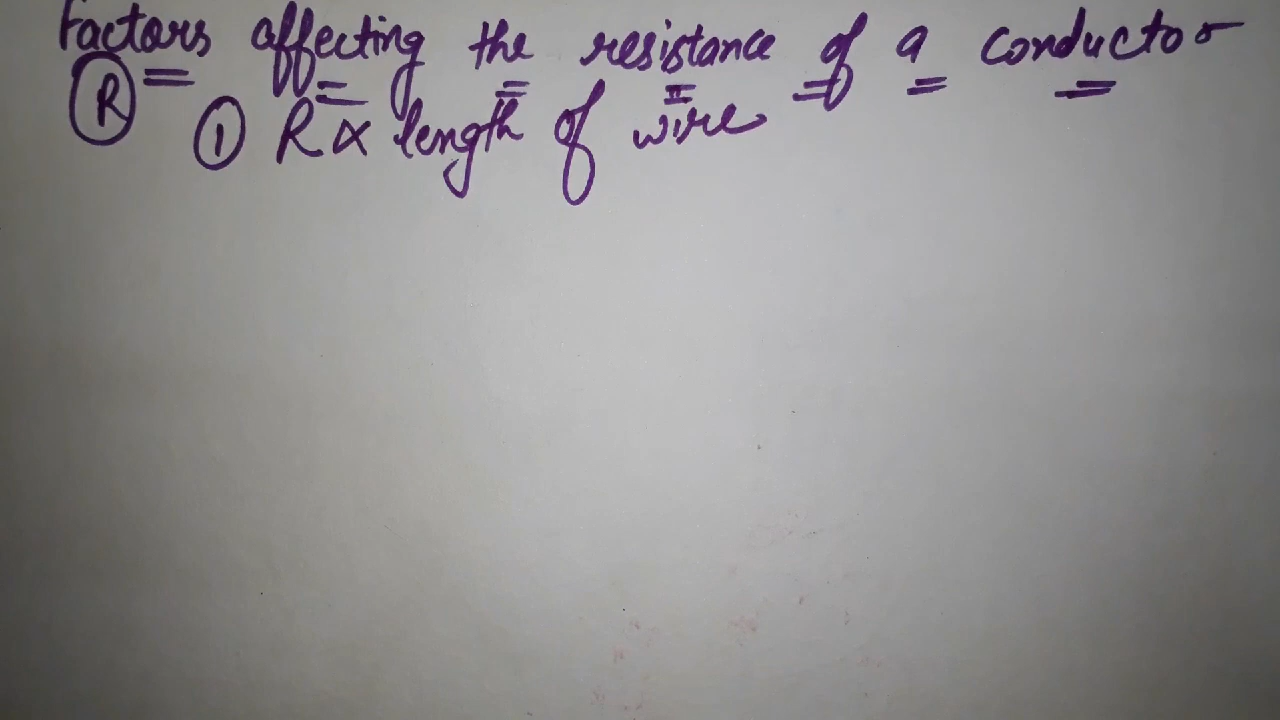 Factors affecting the resistance of a conductor
R
① R ∝ length of wire